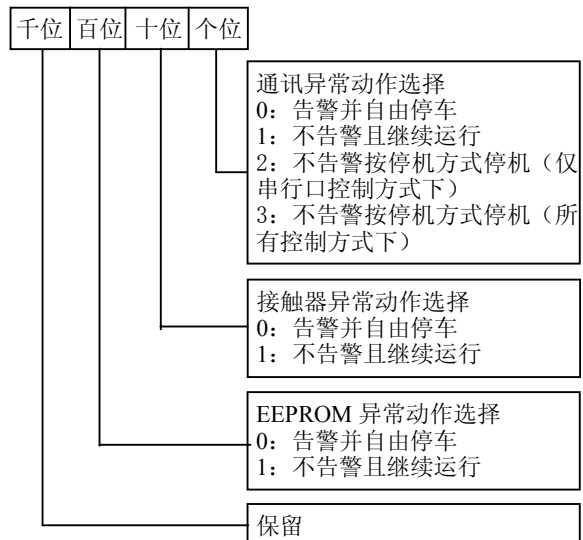 千位 百位 十位 个位
通讯异常动作选择
0：告警并自由停车
1：不告警且继续运行
2：不告警按停机方式停机（仅
串行口控制方式下）
3：不告警按停机方式停机（所
有控制方式下）
接触器异常动作选择
0：告警并自由停车
1：不告警且继续运行
EEPROM 异常动作选择
0：告警并自由停车
1：不告警且继续运行
保留